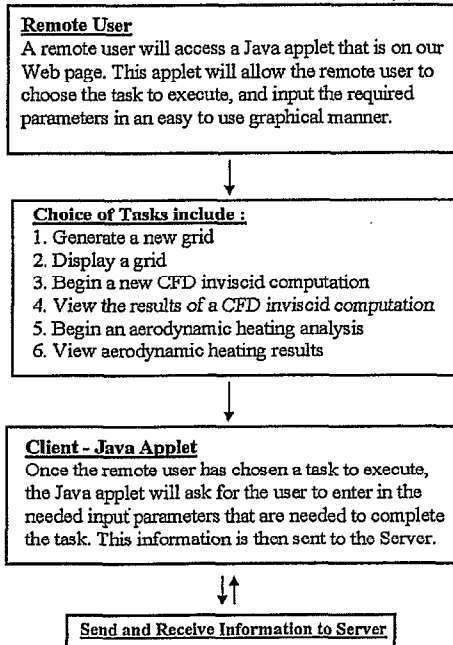 Remote User
A remote user will access a Java applet that is on our
Web page. This applet will allow the remote user to
choose the task to execute, and input the required
parameters in an easy to use graphical manner.
Choice of Tasks include :
1. Generate a new grid
2. Display a grid
3. Begin a new CFD inviscid computation
4. View the results of a CFD inviscid computation
5. Begin an aerodynamic heating analysis
6. View aerodynamic heating results
Client - Java Applet
Once the remote user has chosen a task to execute,
the Java applet will ask for the user to enter in the
needed input parameters that are needed to complete
the task. This information is then sent to the Server.
Send and Receive Information to Server